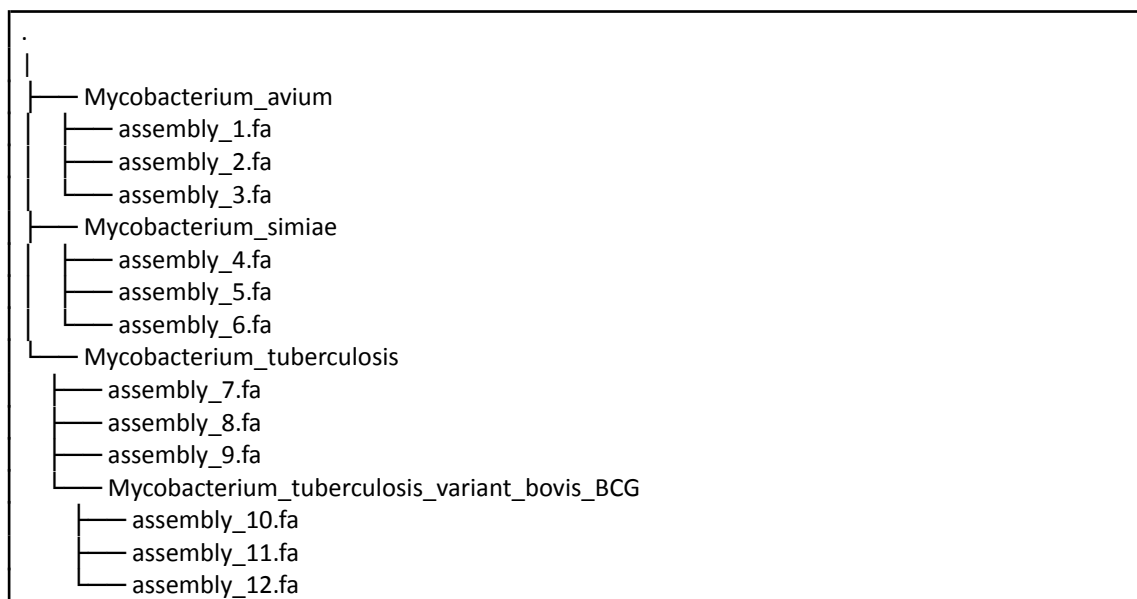 .
|
├── Mycobacterium_avium
│   ├── assembly_1.fa
│   ├── assembly_2.fa
│   └── assembly_3.fa
├── Mycobacterium_simiae
│   ├── assembly_4.fa
│   ├── assembly_5.fa
│   └── assembly_6.fa
└── Mycobacterium_tuberculosis
    ├── assembly_7.fa
    ├── assembly_8.fa
    ├── assembly_9.fa
    └── Mycobacterium_tuberculosis_variant_bovis_BCG
        ├── assembly_10.fa
        ├── assembly_11.fa
        └── assembly_12.fa